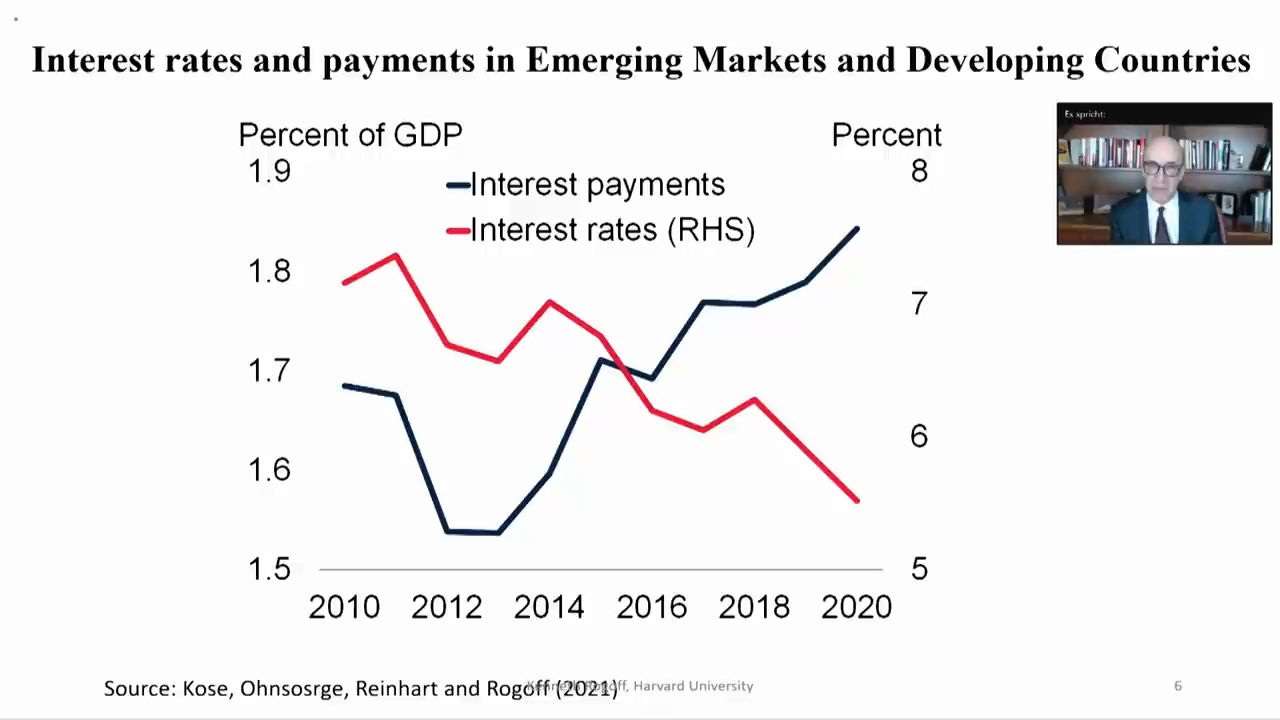 Interest rates and payments in Emerging Markets and Developing Countries
Es spricht:
Percent of GDP
Percent
1.9
8
Interest payments
Interest rates (RHS)
1.8
7
1.7
6
1.6
1.5
5
2010 2012 2014 2016 2018 2020
Source: Kose, Ohnsosrge, Reinhart and Rogoff (2021)
Kenneth Rogoff, Harvard University
6